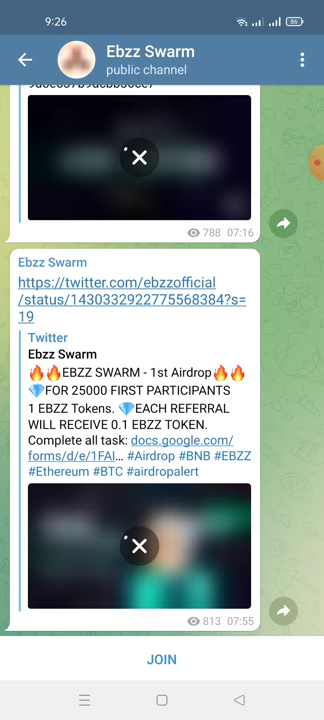 9:26
86
Ebzz Swarm
public channel
788 07:16
Ebzz Swarm
https://twitter.com/ebzzofficial
/status/1430332922775568384?s=
19
Twitter
Ebzz Swarm
🔥🔥EBZZ SWARM - 1st Airdrop🔥🔥
💎FOR 25000 FIRST PARTICIPANTS
1 EBZZ Tokens. 💎EACH REFERRAL
WILL RECEIVE 0.1 EBZZ TOKEN.
Complete all task: docs.google.com/
forms/d/e/1FAI... #Airdrop #BNB #EBZZ
#Ethereum #BTC #airdropalert
813 07:55
JOIN